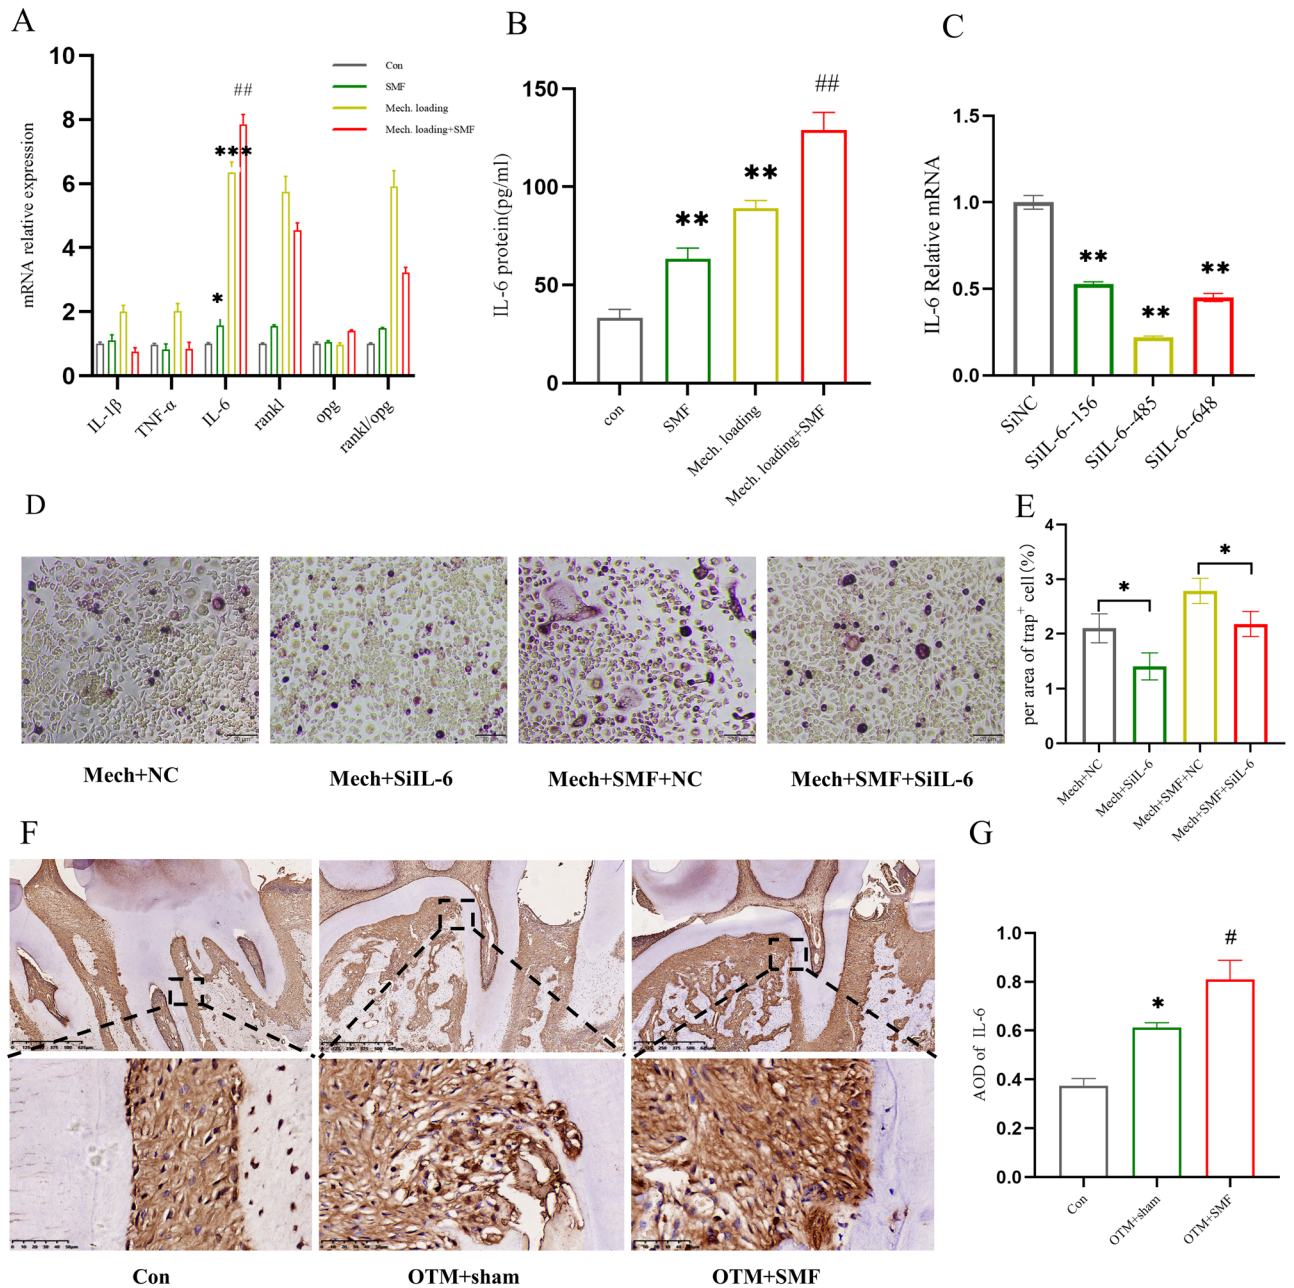 A
10
8
6
4
2
0
mRNA relative expression
Con
SMF
Mech. loading
Mech. loading+SMF
*
***
##
IL-1β
TNF-α
IL-6
rankl
opg
rankl/opg
B
150
100
50
0
IL-6 protein(pg/ml)
**
**
##
con
SMF
Mech. loading
Mech. loading+SMF
C
1.5
1.0
0.5
0.0
IL-6 Relative mRNA
**
**
**
SiNC
SiIL-6--156
SiIL-6--485
SiIL-6--648
D
Mech+NC
Mech+SiIL-6
Mech+SMF+NC
Mech+SMF+SiIL-6
E
4
3
2
1
0
per area of trap+ cell (%)
*
*
Mech+NC
Mech+SiIL-6
Mech+SMF+NC
Mech+SMF+SiIL-6
F
Con
OTM+sham
OTM+SMF
G
1.0
0.8
0.6
0.4
0.2
0.0
AOD of IL-6
*
#
Con
OTM+sham
OTM+SMF